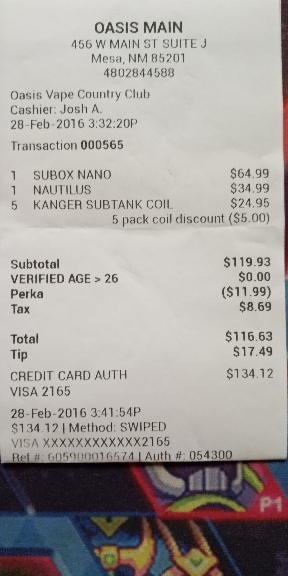 OASIS MAIN
456 W MAIN ST SUITE J
Mesa, NM 85201
4802844588
Oasis Vape Country Club
Cashier: Josh A.
28-Feb-2016 3:32:20P
Transaction 000565
1 SUBOX NANO $64.99
1 NAUTILUS $34.99
5 KANGER SUBTANK COIL $24.95
5 pack coil discount ($5.00)
Subtotal $119.93
VERIFIED AGE > 26 $0.00
Perka ($11.99)
Tax $8.69
Total $116.63
Tip $17.49
CREDIT CARD AUTH $134.12
VISA 2165
28-Feb-2016 3:41:54P
$134.12 | Method: SWIPED
VISA XXXXXXXXXXXX2165
Ref #: 605900016574 | Auth #: 054300
P1